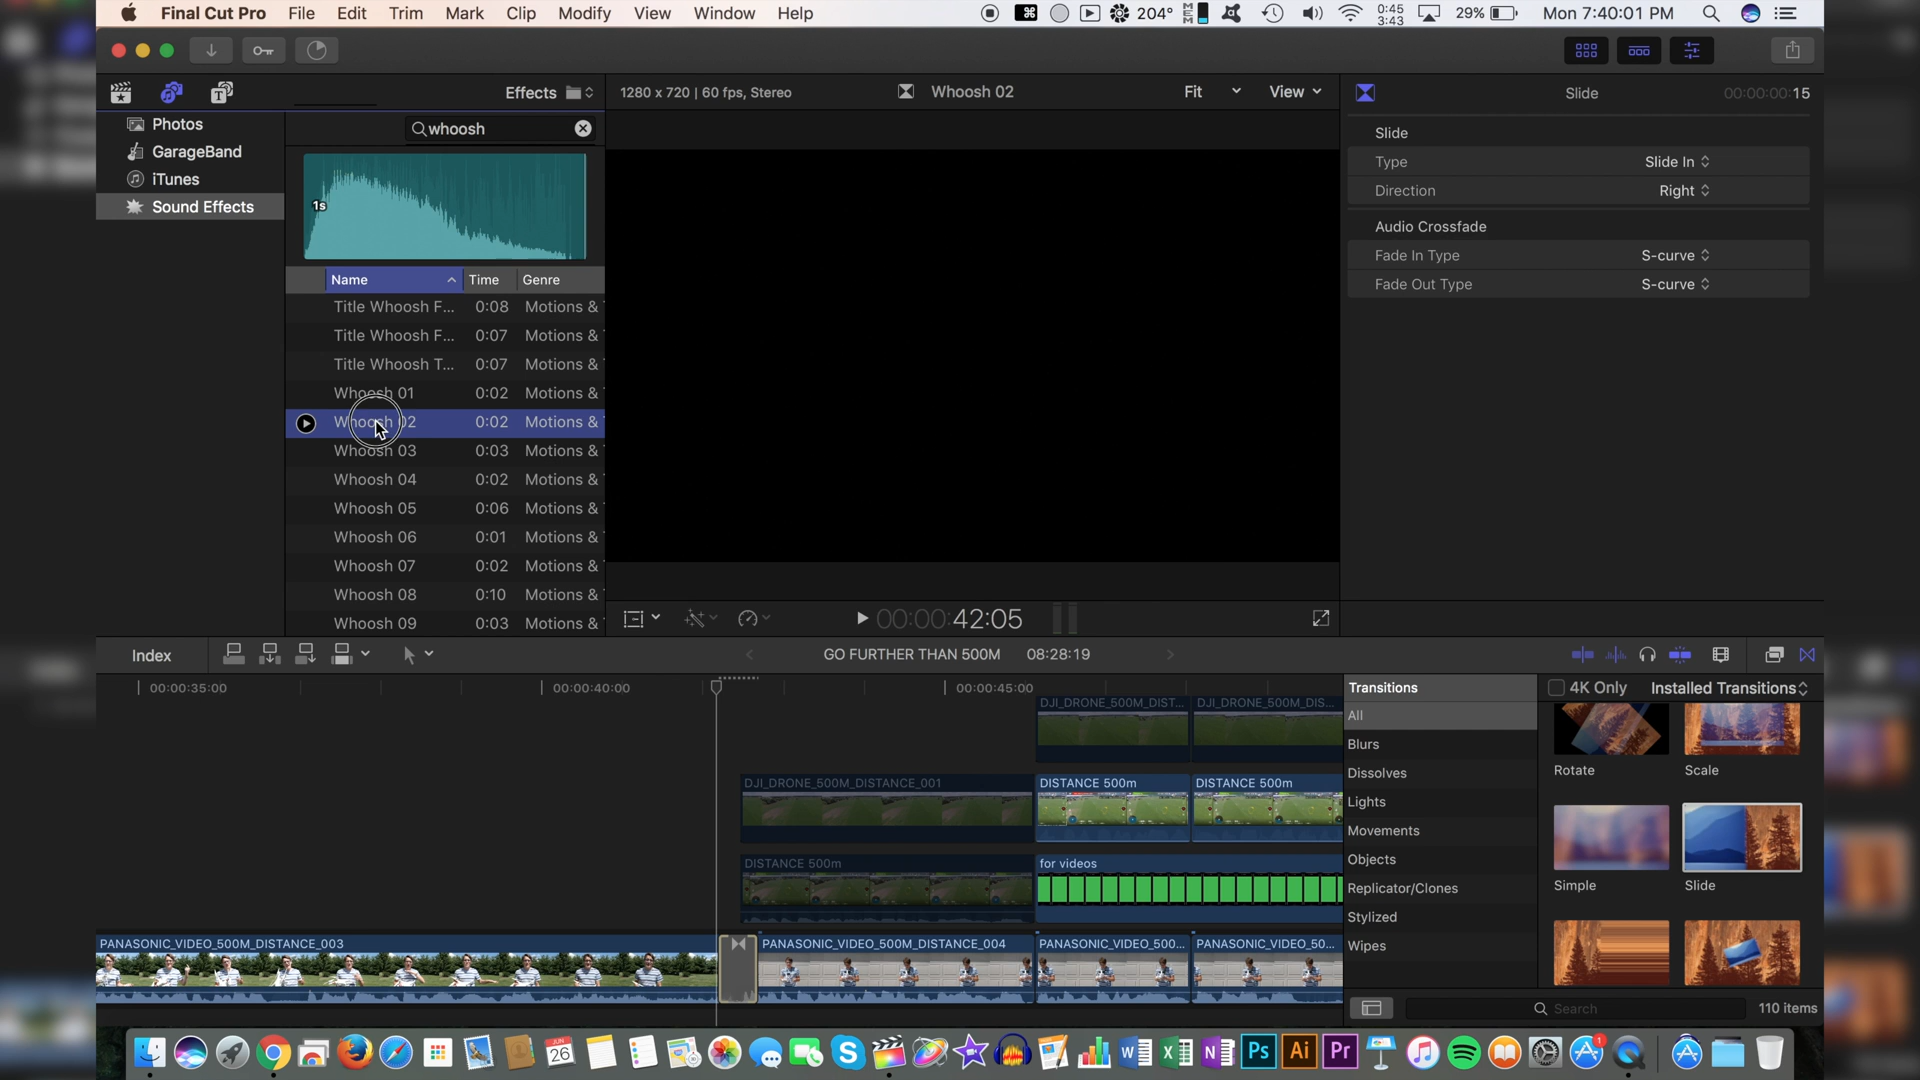 Final Cut Pro File Edit Trim Mark Clip Modify View Window Help
204° MEM 0:45 3:43 29% Mon 7:40:01 PM
Effects
1280 x 720 | 60 fps, Stereo
Whoosh 02
Fit
View
Slide
00:00:00:15
Photos
GarageBand
iTunes
Sound Effects
whoosh
1s
Name Time Genre
Title Whoosh F... 0:08 Motions &
Title Whoosh F... 0:07 Motions &
Title Whoosh T... 0:07 Motions &
Whoosh 01 0:02 Motions &
Whoosh 02 0:02 Motions &
Whoosh 03 0:03 Motions &
Whoosh 04 0:02 Motions &
Whoosh 05 0:06 Motions &
Whoosh 06 0:01 Motions &
Whoosh 07 0:02 Motions &
Whoosh 08 0:10 Motions &
Whoosh 09 0:03 Motions &
Slide
Type Slide In
Direction Right
Audio Crossfade
Fade In Type S-curve
Fade Out Type S-curve
00:00:42:05
Index
GO FURTHER THAN 500M 08:28:19
00:00:35:00
00:00:40:00
00:00:45:00
DJI_DRONE_500M_DIST...
DJI_DRONE_500M_DIS...
DJI_DRONE_500M_DISTANCE_001
DISTANCE 500m
DISTANCE 500m
DISTANCE 500m
for videos
PANASONIC_VIDEO_500M_DISTANCE_003
PANASONIC_VIDEO_500M_DISTANCE_004
PANASONIC_VIDEO_500...
PANASONIC_VIDEO_50...
Transitions
4K Only
Installed Transitions
All
Blurs
Dissolves
Lights
Movements
Objects
Replicator/Clones
Stylized
Wipes
Rotate
Scale
Simple
Slide
Search
110 items
JUN 26
W
X
N
Ps
Ai
Pr
1